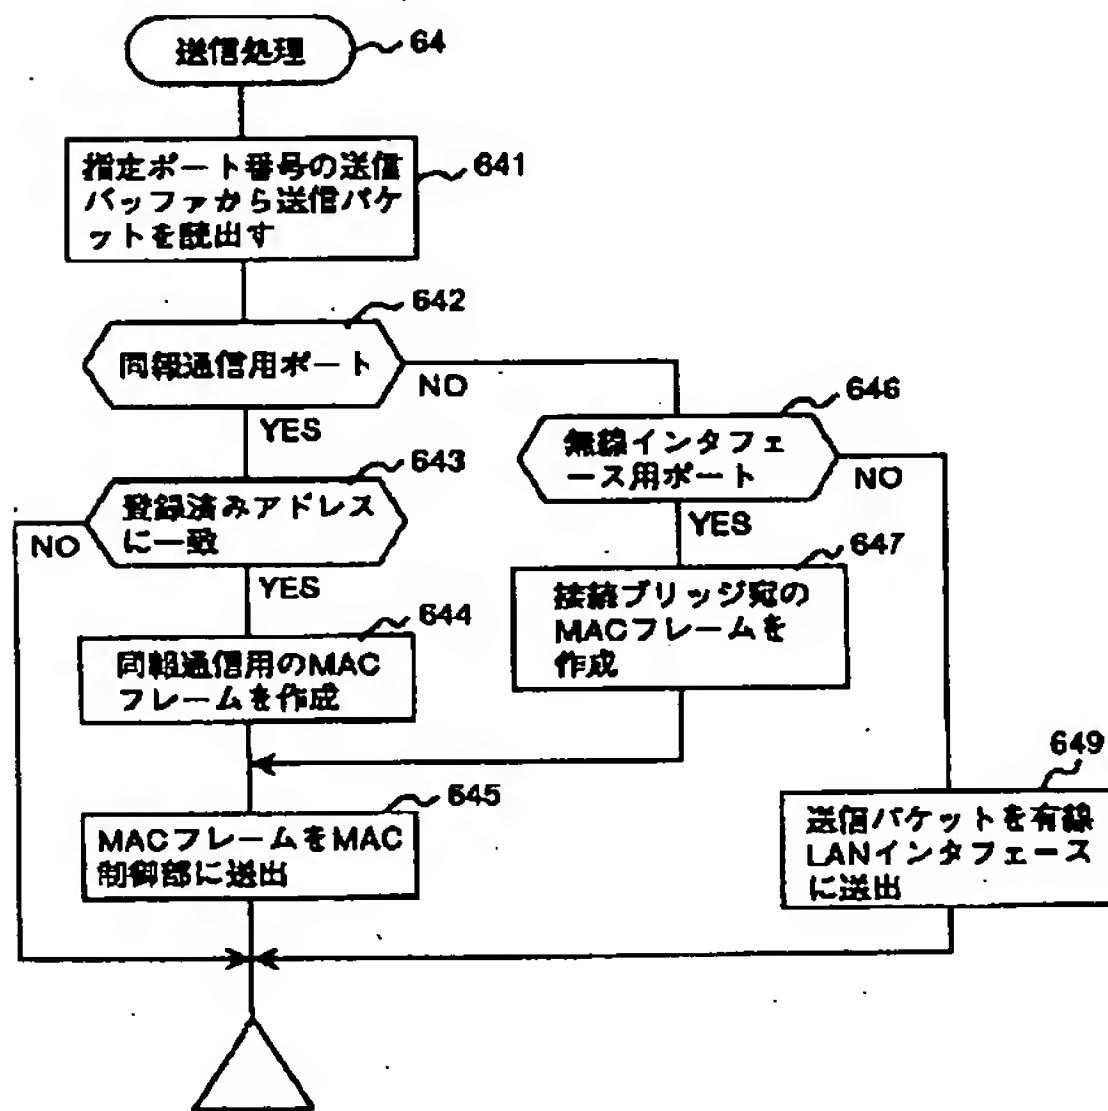 送信処理
64
指定ポート番号の送信
バッファから送信パケ
ットを読出す
641
642
同報通信用ポート
NO
YES
646
無線インタフェ
ース用ポート
NO
YES
643
登録済みアドレス
に一致
NO
YES
647
接続ブリッジ宛の
MACフレームを
作成
644
同報通信用のMAC
フレームを作成
645
MACフレームをMAC
制御部に送出
649
送信パケットを有線
LANインタフェース
に送出